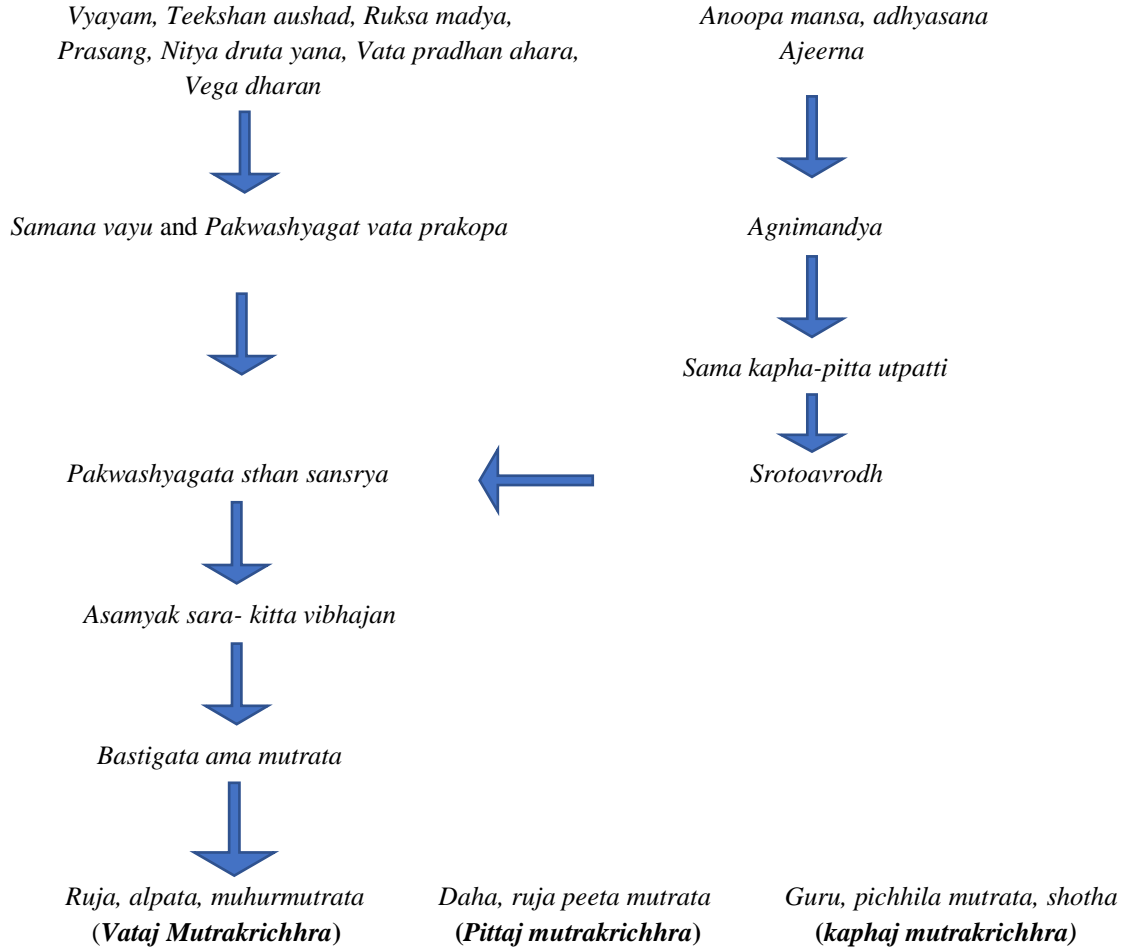 Vyayam, Teekshan aushad, Ruksa madya,
Prasang, Nitya druta yana, Vata pradhan ahara,
Vega dharan
Anoopa mansa, adhyasana
Ajeerna
Samana vayu and Pakwashyagat vata prakopa
Agnimandya
Sama kapha-pitta utpatti
Pakwashyagata sthan sansrya
Srotoavrodh
Asamyak sara- kitta vibhajan
Bastigata ama mutrata
Ruja, alpata, muhurmutrata
(Vataj Mutrakrichhra)
Daha, ruja peeta mutrata
(Pittaj mutrakrichhra)
Guru, pichhila mutrata, shotha
(kaphaj mutrakrichhra)